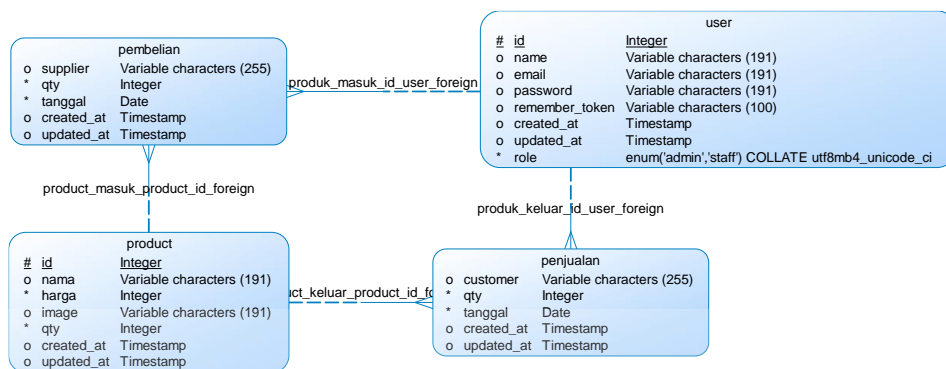 pembelian
o supplier Variable characters (255)
* qty Integer
* tanggal Date
o created_at Timestamp
o updated_at Timestamp
produk_masuk_id_user_foreign
user
# id Integer
o name Variable characters (191)
o email Variable characters (191)
o password Variable characters (191)
o remember_token Variable characters (100)
o created_at Timestamp
o updated_at Timestamp
* role enum('admin','staff') COLLATE utf8mb4_unicode_ci
product_masuk_product_id_foreign
produk_keluar_id_user_foreign
product
# id Integer
o nama Variable characters (191)
* harga Integer
o image Variable characters (191)
* qty Integer
o created_at Timestamp
o updated_at Timestamp
uct_keluar_product_id_fo
penjualan
o customer Variable characters (255)
* qty Integer
* tanggal Date
o created_at Timestamp
o updated_at Timestamp